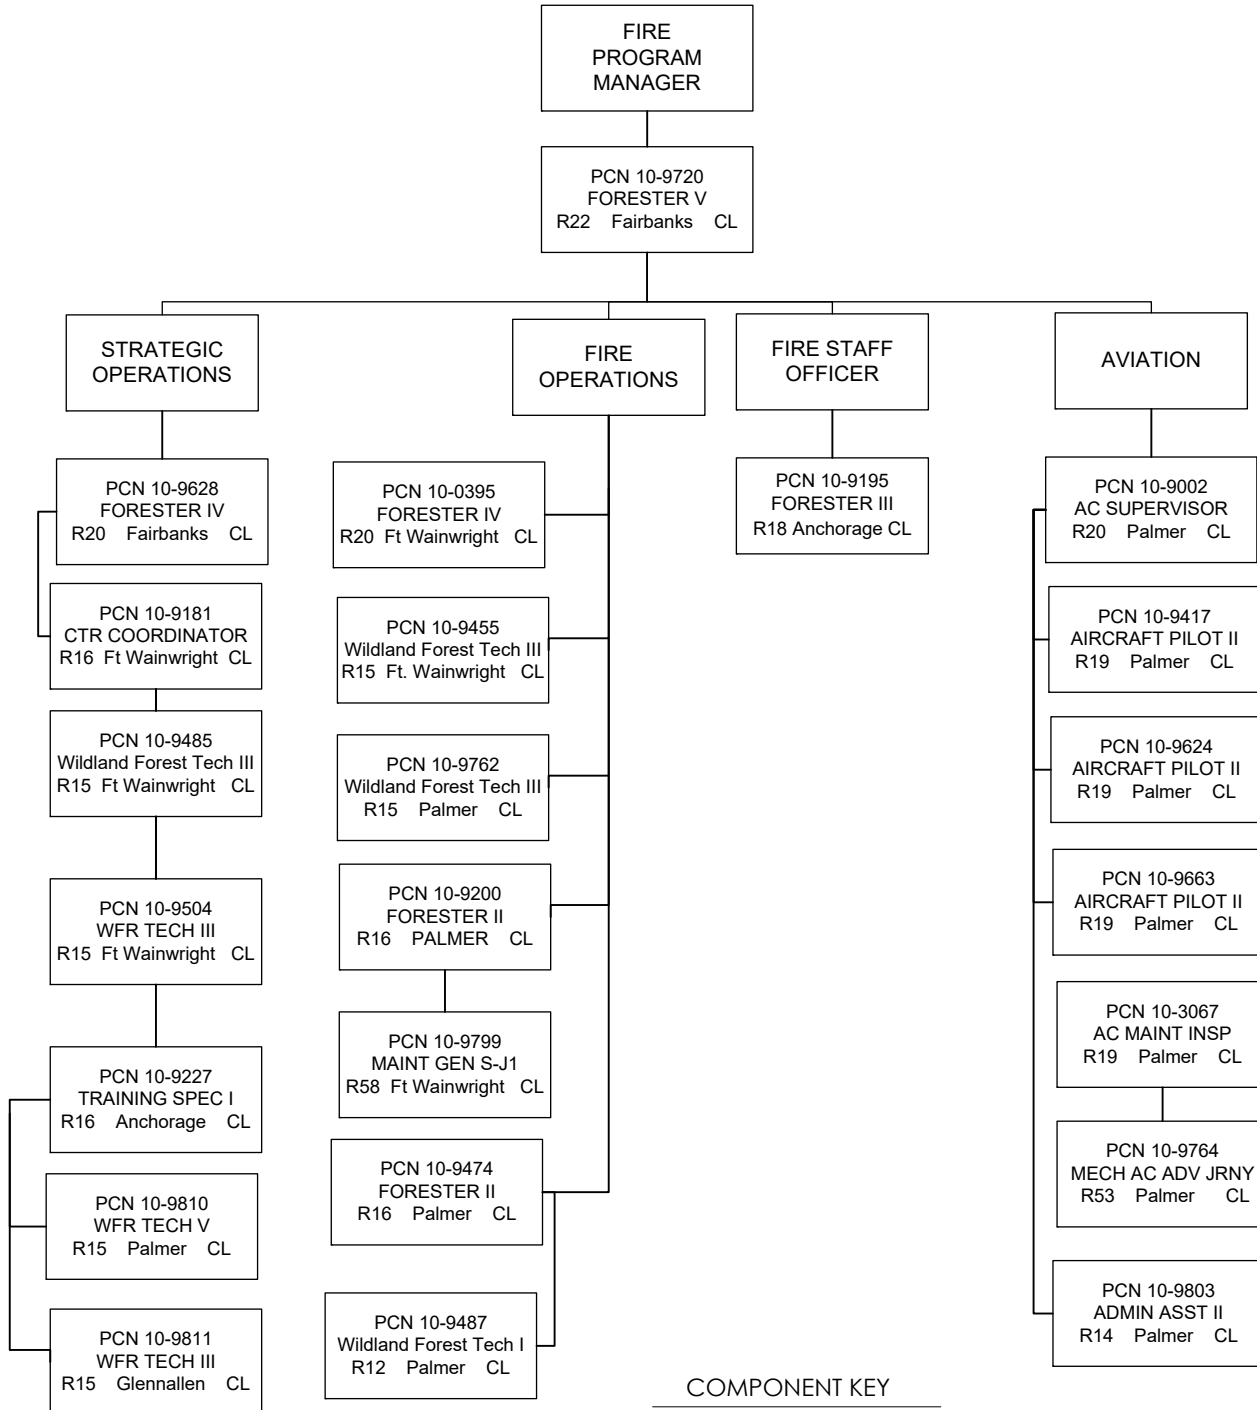 FIRE
PROGRAM
MANAGER
PCN 10-9720
FORESTER V
R22 Fairbanks CL
STRATEGIC
OPERATIONS
PCN 10-9628
FORESTER IV
R20 Fairbanks CL
PCN 10-9181
CTR COORDINATOR
R16 Ft Wainwright CL
PCN 10-9485
Wildland Forest Tech III
R15 Ft Wainwright CL
PCN 10-9504
WFR TECH III
R15 Ft Wainwright CL
PCN 10-9227
TRAINING SPEC I
R16 Anchorage CL
PCN 10-9810
WFR TECH V
R15 Palmer CL
PCN 10-9811
WFR TECH III
R15 Glennallen CL
FIRE
OPERATIONS
PCN 10-0395
FORESTER IV
R20 Ft Wainwright CL
PCN 10-9455
Wildland Forest Tech III
R15 Ft. Wainwright CL
PCN 10-9762
Wildland Forest Tech III
R15 Palmer CL
PCN 10-9200
FORESTER II
R16 PALMER CL
PCN 10-9799
MAINT GEN S-J1
R58 Ft Wainwright CL
PCN 10-9474
FORESTER II
R16 Palmer CL
PCN 10-9487
Wildland Forest Tech I
R12 Palmer CL
FIRE STAFF
OFFICER
PCN 10-9195
FORESTER III
R18 Anchorage CL
AVIATION
PCN 10-9002
AC SUPERVISOR
R20 Palmer CL
PCN 10-9417
AIRCRAFT PILOT II
R19 Palmer CL
PCN 10-9624
AIRCRAFT PILOT II
R19 Palmer CL
PCN 10-9663
AIRCRAFT PILOT II
R19 Palmer CL
PCN 10-3067
AC MAINT INSP
R19 Palmer CL
PCN 10-9764
MECH AC ADV JRNY
R53 Palmer CL
PCN 10-9803
ADMIN ASST II
R14 Palmer CL
COMPONENT KEY